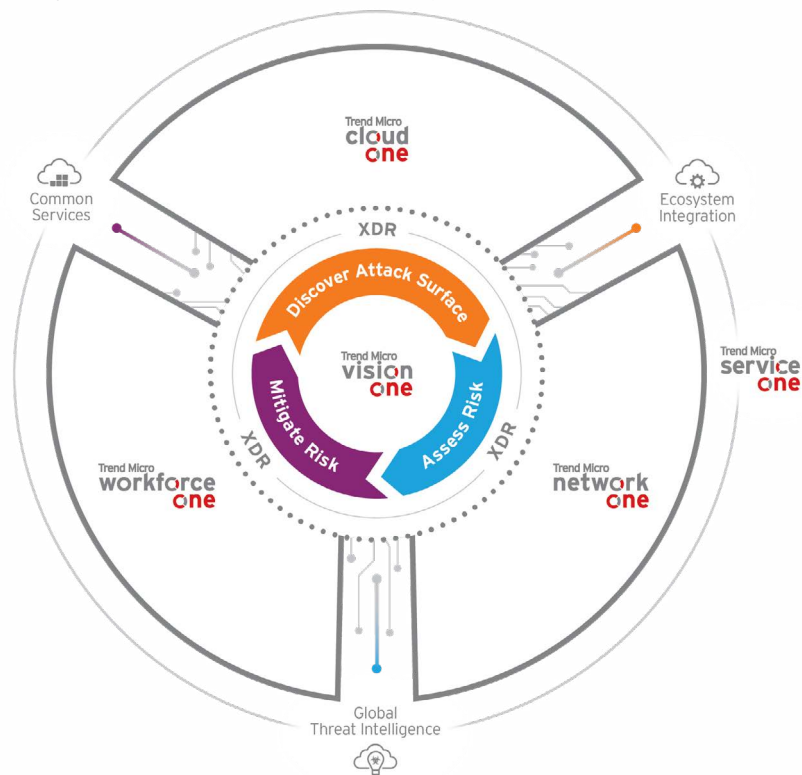 Trend Micro
cloud
one
Common
Services
Ecosystem
Integration
XDR
Discover Attack Surface
Trend Micro
vision
one
Mitigate Risk
Assess Risk
XDR
XDR
Trend Micro
service
one
Trend Micro
workforce
one
Trend Micro
network
one
Global
Threat Intelligence